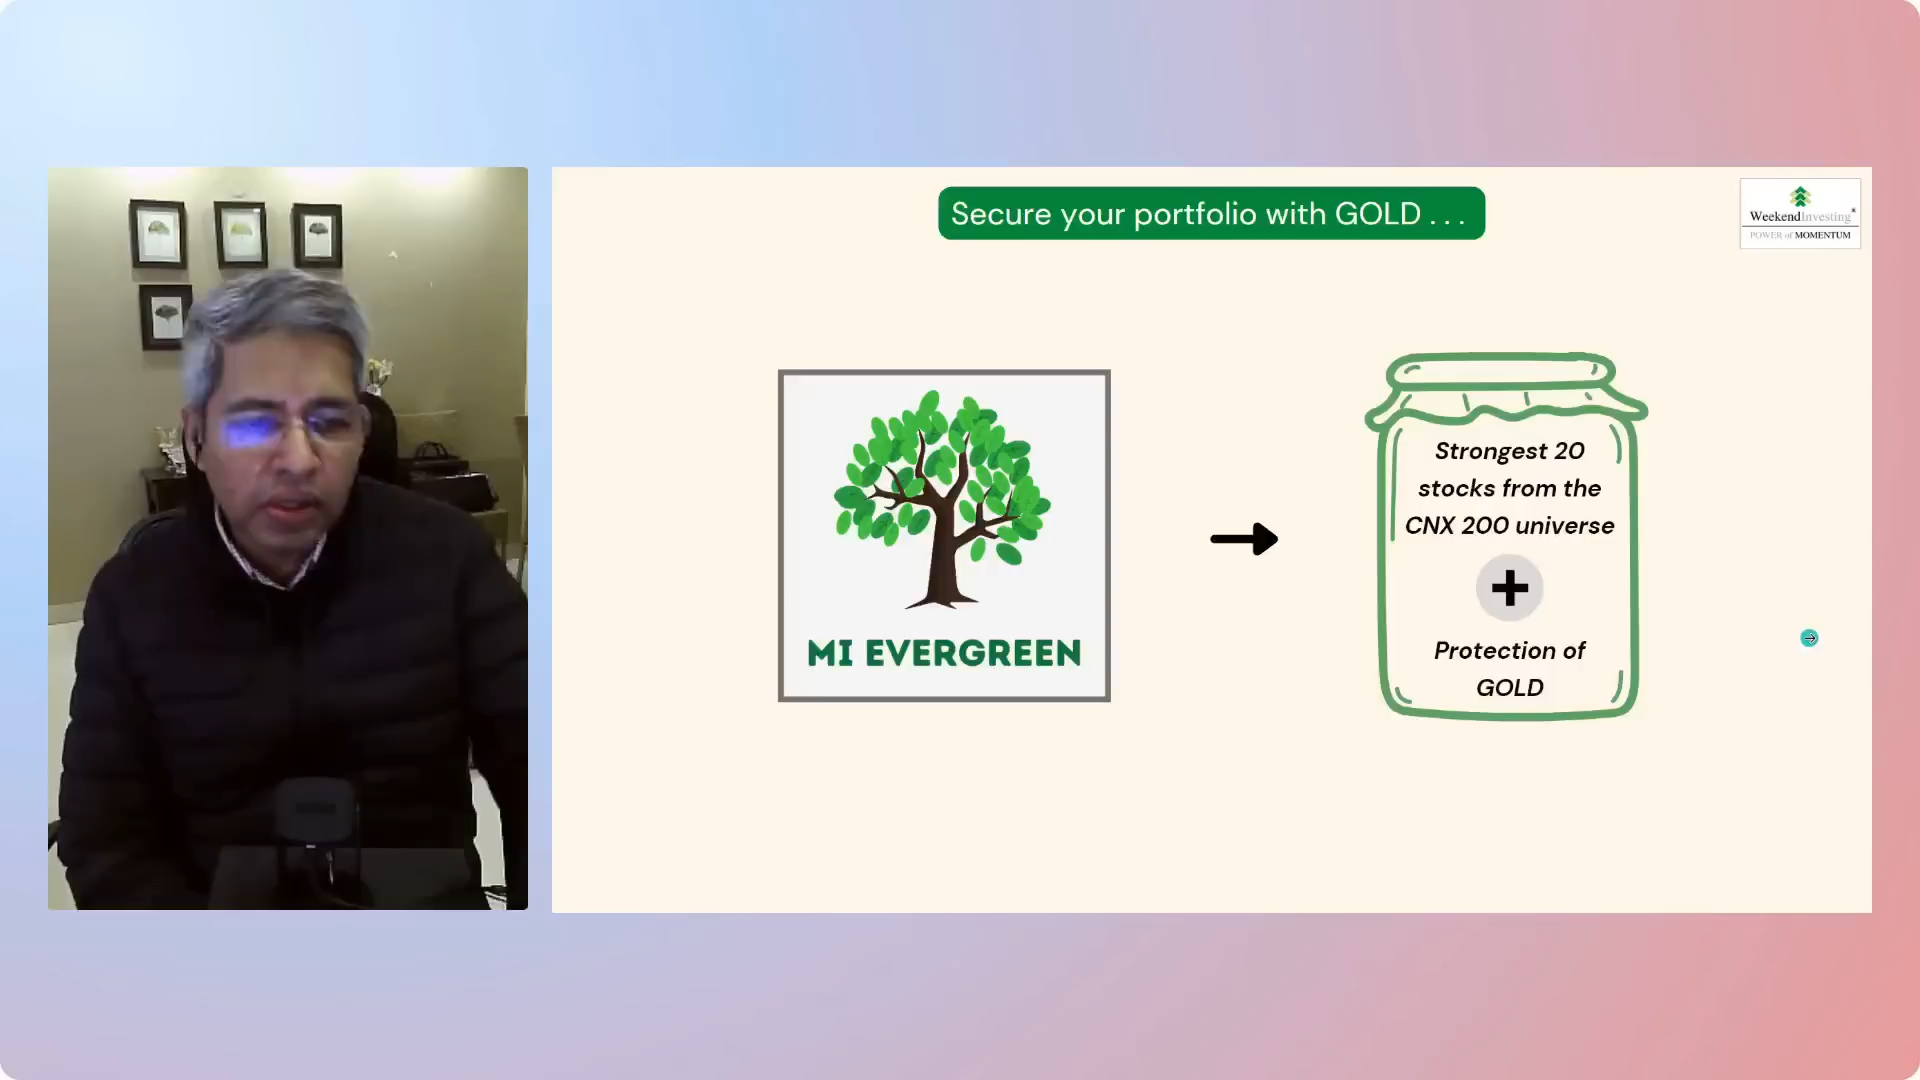 Secure your portfolio with GOLD . . .
WeekendInvesting
POWER of MOMENTUM
MI EVERGREEN
Strongest 20
stocks from the
CNX 200 universe
+
Protection of
GOLD